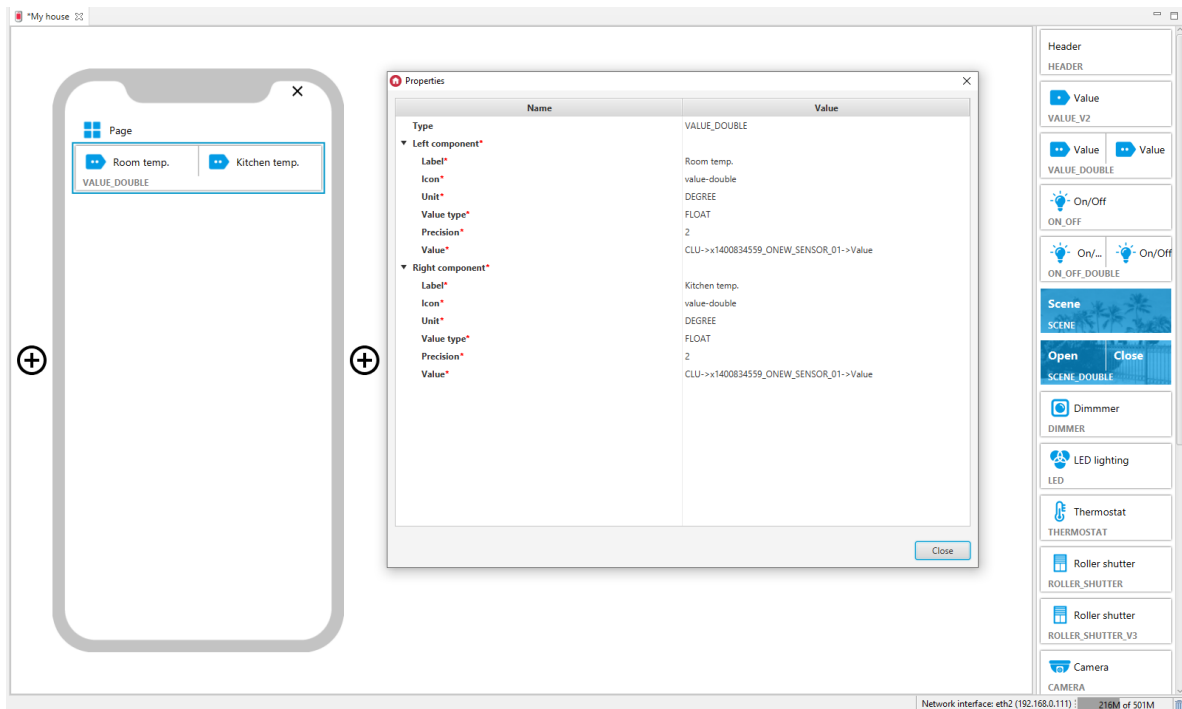 *My house
Page
Room temp. Kitchen temp.
VALUE_DOUBLE
Properties
Name Value
Type VALUE_DOUBLE
Left component*
Label* Room temp.
Icon* value-double
Unit* DEGREE
Value type* FLOAT
Precision* 2
Value* CLU->x1400834559_ONEW_SENSOR_01->Value
Right component*
Label* Kitchen temp.
Icon* value-double
Unit* DEGREE
Value type* FLOAT
Precision* 2
Value* CLU->x1400834559_ONEW_SENSOR_01->Value
Close
Header
HEADER
Value
VALUE_V2
Value Value
VALUE_DOUBLE
On/Off
ON_OFF
On/... On/Off
ON_OFF_DOUBLE
Scene
SCENE
Open Close
SCENE_DOUBLE
Dimmmer
DIMMER
LED lighting
LED
Thermostat
THERMOSTAT
Roller shutter
ROLLER_SHUTTER
Roller shutter
ROLLER_SHUTTER_V3
Camera
CAMERA
Network interface: eth2 (192.168.0.111) 216M of 501M